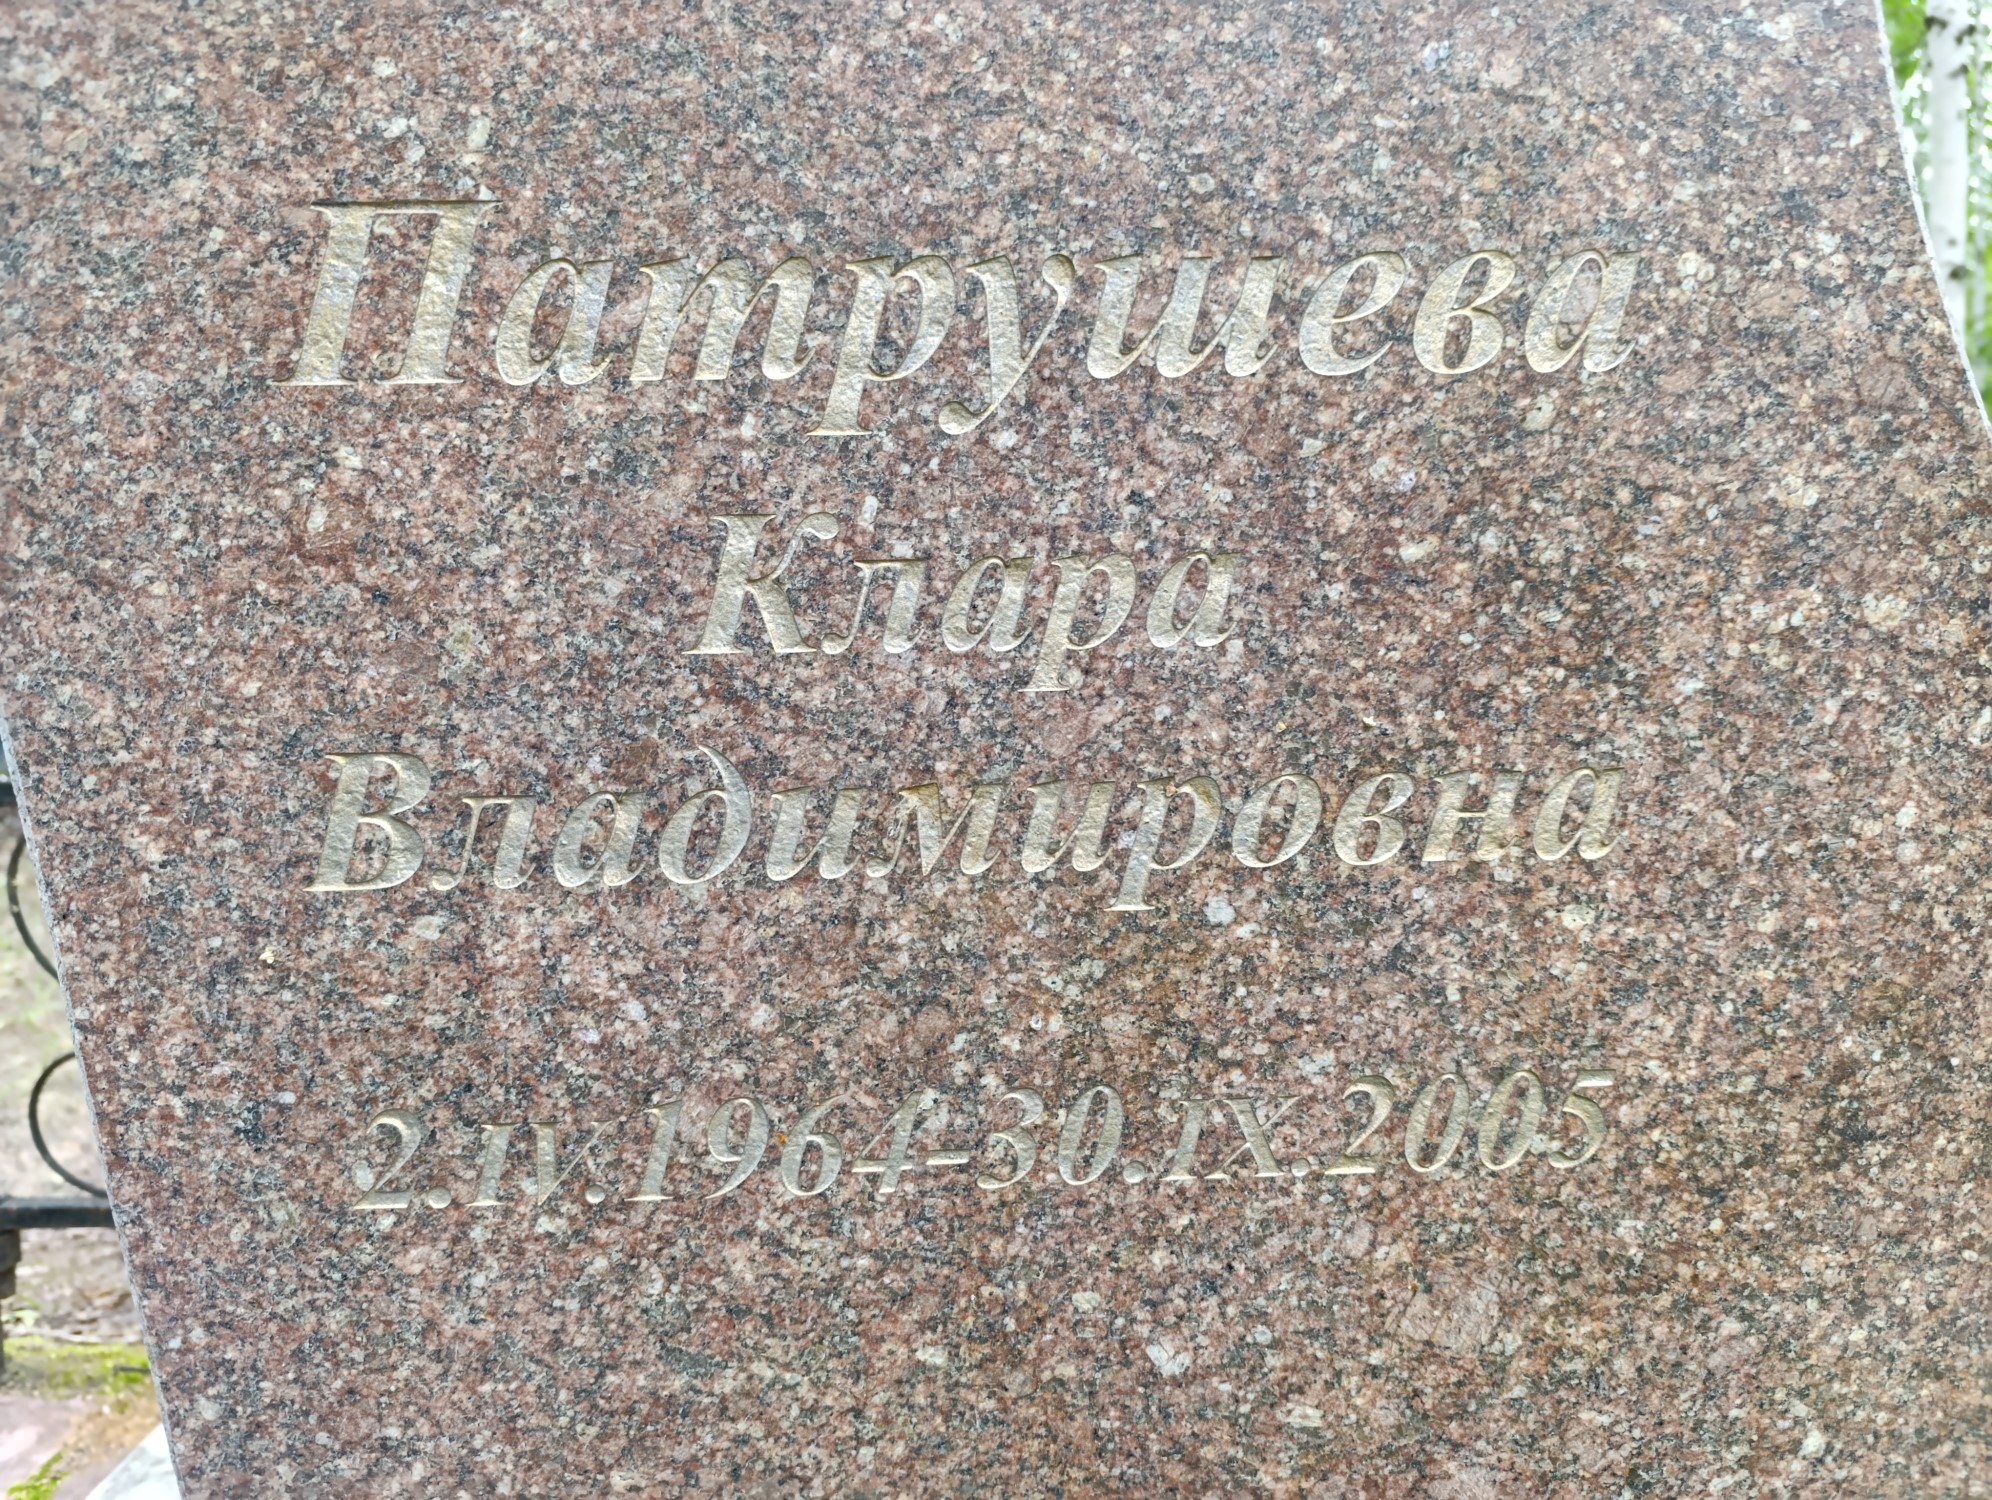 Патрушева
Клара
Владимировна
2.IV.1964-30.IX.2005